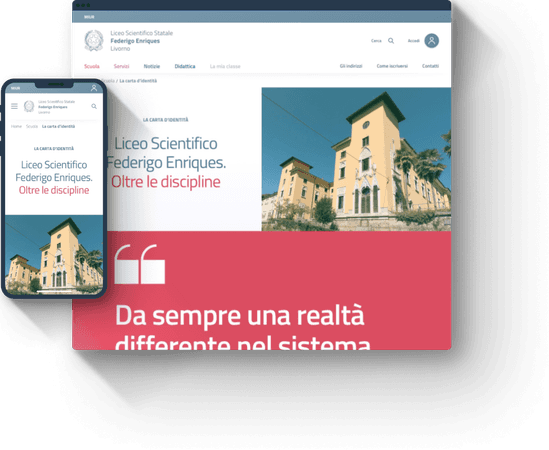 MIUR
Liceo Scientifico Statale
Federigo Enriques
Livorno
Cerca
Accedi
Scuola Servizi Notizie Didattica La mia classe
Gli indirizzi Come iscriversi Contatti
Scuola / La carta d'identità
LA CARTA D'IDENTITÀ
Liceo Scientifico
Federigo Enriques.
Oltre le discipline
Da sempre una realtà
differente nel sistema
MIUR
Liceo Scientifico Statale
Federigo Enriques
Livorno
Home Scuola La carta d'identità
LA CARTA D'IDENTITÀ
Liceo Scientifico
Federigo Enriques.
Oltre le discipline